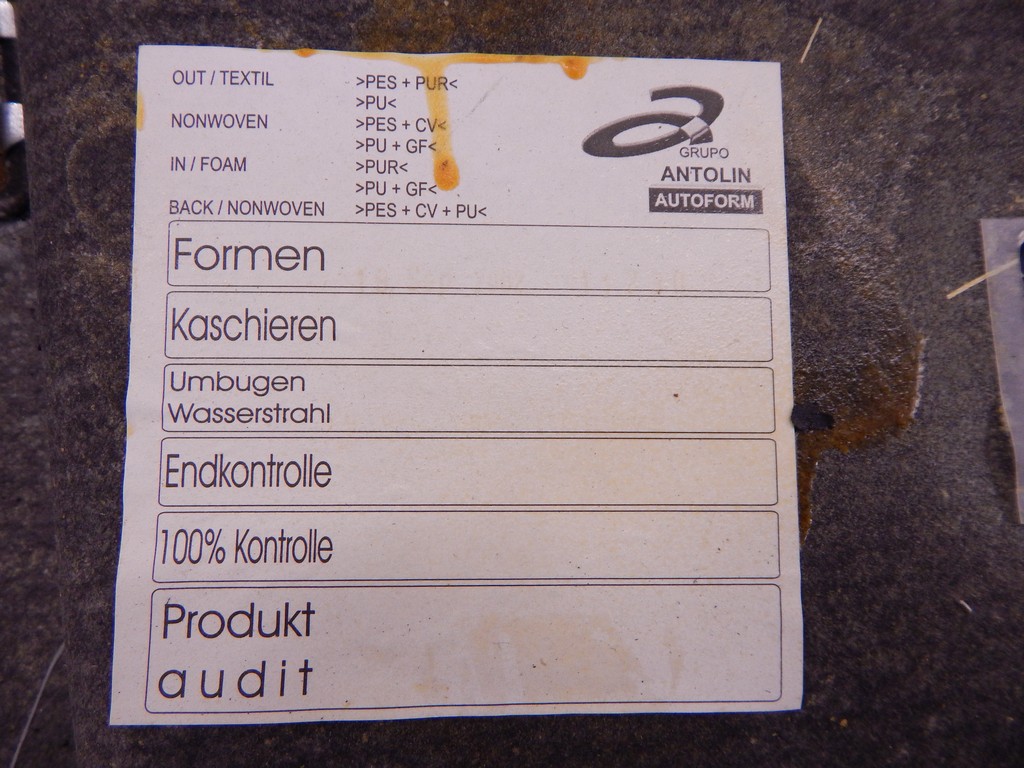 OUT / TEXTIL >PES + PUR<
>PU<
NONWOVEN >PES + CV<
>PU + GF<
IN / FOAM >PUR<
>PU + GF<
BACK / NONWOVEN >PES + CV + PU<
GRUPO
ANTOLIN
AUTOFORM
Formen
Kaschieren
Umbugen
Wasserstrahl
Endkontrolle
100% Kontrolle
Produkt
audit